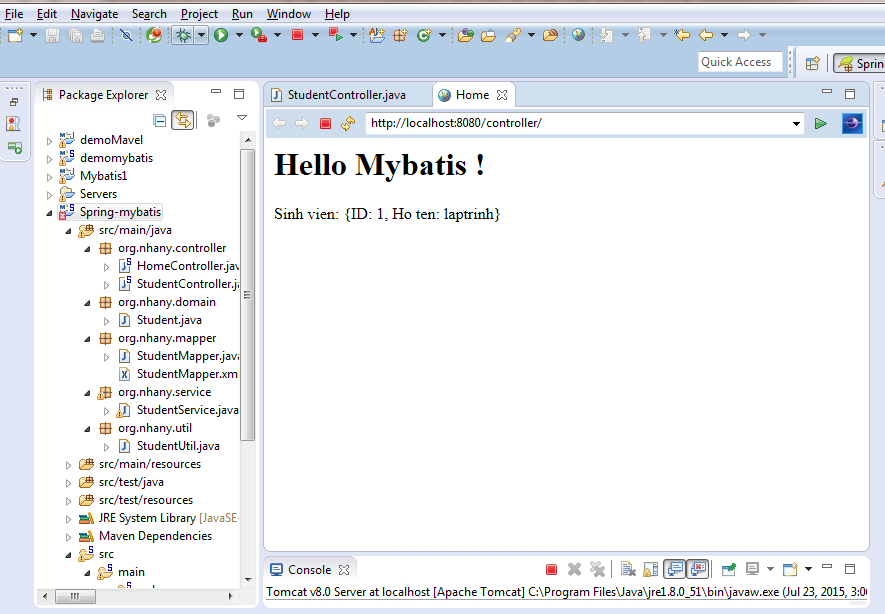 File Edit Navigate Search Project Run Window Help
Quick Access
Sprin
Package Explorer
StudentController.java
Home
demoMavel
demomybatis
Mybatis1
Servers
Spring-mybatis
src/main/java
org.nhany.controller
HomeController.jav
StudentController.ja
org.nhany.domain
Student.java
org.nhany.mapper
StudentMapper.java
StudentMapper.xm
org.nhany.service
StudentService.java
org.nhany.util
StudentUtil.java
src/main/resources
src/test/java
src/test/resources
JRE System Library [JavaSE-
Maven Dependencies
src
main
http://localhost:8080/controller/
Hello Mybatis !
Sinh vien: {ID: 1, Ho ten: laptrinh}
Console
Tomcat v8.0 Server at localhost [Apache Tomcat] C:\Program Files\Java\jre1.8.0_51\bin\javaw.exe (Jul 23, 2015, 3:0